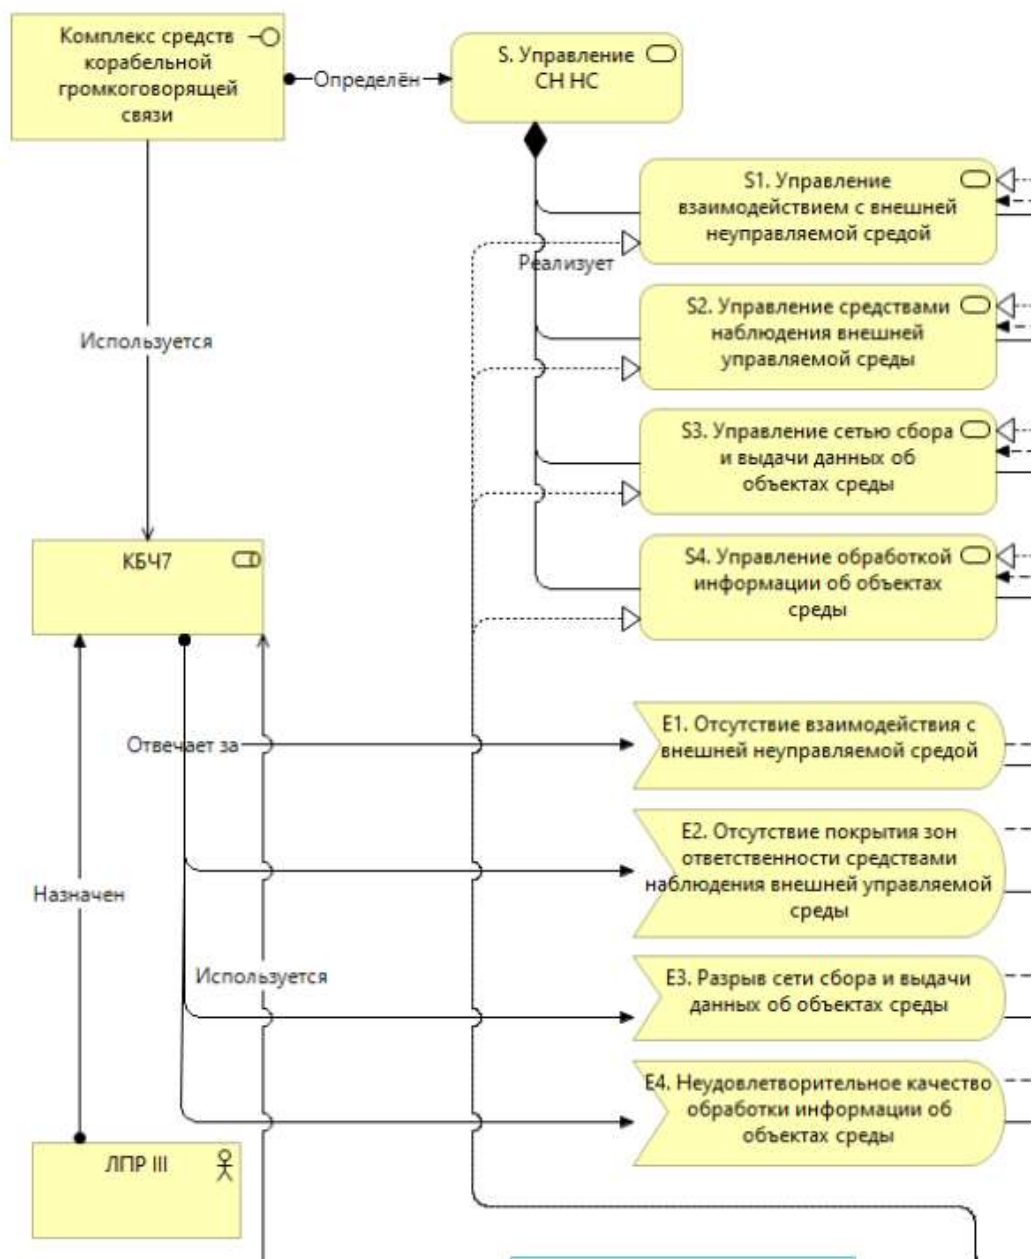 Комплекс средств
корабельной
громкоговорящей
связи
Определён
S. Управление
СН НС
S1. Управление
взаимодействием с внешней
неуправляемой средой
Реализует
S2. Управление средствами
наблюдения внешней
управляемой среды
Используется
S3. Управление сетью сбора
и выдачи данных об
объектах среды
КБЧ7
S4. Управление обработкой
информации об объектах
среды
Отвечает за
E1. Отсутствие взаимодействия с
внешней неуправляемой средой
E2. Отсутствие покрытия зон
ответственности средствами
наблюдения внешней управляемой
среды
Назначен
Используется
E3. Разрыв сети сбора и выдачи
данных об объектах среды
E4. Неудовлетворительное качество
обработки информации об
объектах среды
ЛПР III